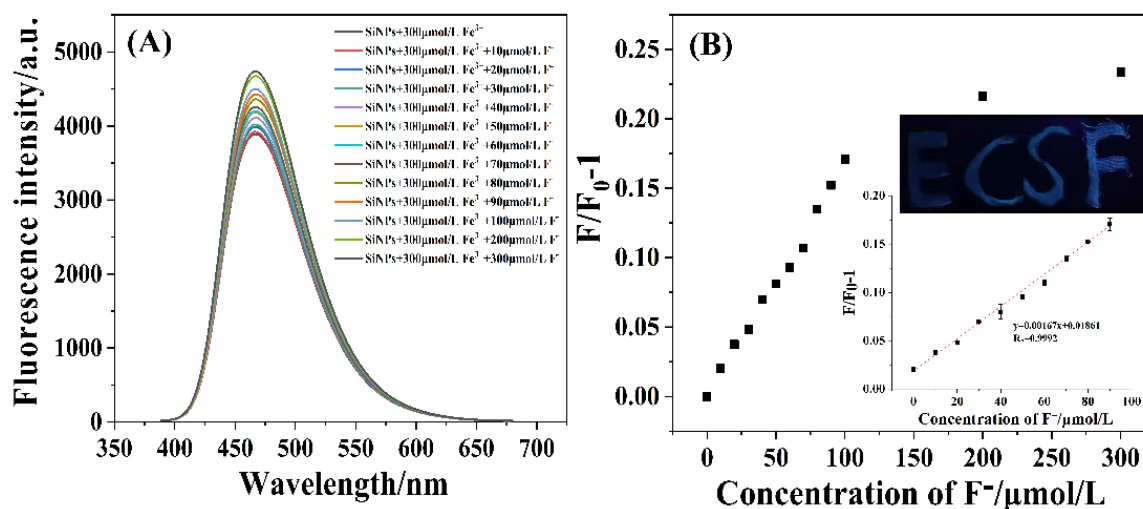 (A)
Fluorescence intensity/a.u.
5000
4000
3000
2000
1000
0
350 400 450 500 550 600 650 700
Wavelength/nm
SiNPs+300μmol/L Fe³⁺
SiNPs+300μmol/L Fe³⁺+10μmol/L F⁻
SiNPs+300μmol/L Fe³⁺+20μmol/L F⁻
SiNPs+300μmol/L Fe³⁺+30μmol/L F⁻
SiNPs+300μmol/L Fe³⁺+40μmol/L F⁻
SiNPs+300μmol/L Fe³⁺+50μmol/L F⁻
SiNPs+300μmol/L Fe³⁺+60μmol/L F⁻
SiNPs+300μmol/L Fe³⁺+70μmol/L F⁻
SiNPs+300μmol/L Fe³⁺+80μmol/L F⁻
SiNPs+300μmol/L Fe³⁺+90μmol/L F⁻
SiNPs+300μmol/L Fe³⁺+100μmol/L F⁻
SiNPs+300μmol/L Fe³⁺+200μmol/L F⁻
SiNPs+300μmol/L Fe³⁺+300μmol/L F⁻
(B)
F/F₀-1
0.25
0.20
0.15
0.10
0.05
0.00
0 50 100 150 200 250 300
Concentration of F⁻/μmol/L
ECSF
F/F₀-1
0.20
0.15
0.10
0.05
0.00
y=0.00167x+0.01861
=0.9992
0 20 40 60 80 100
Concentration of F⁻/μmol/L